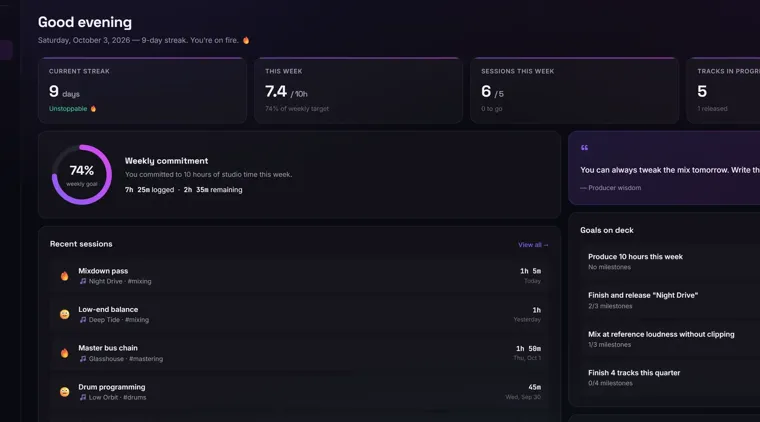 Good evening
Saturday, October 3, 2026 — 9-day streak. You're on fire. 🔥
CURRENT STREAK
9 days
Unstoppable 🔥
THIS WEEK
7.4 / 10h
74% of weekly target
SESSIONS THIS WEEK
6 / 5
0 to go
TRACKS IN PROGR
5
1 released
74%
weekly goal
Weekly commitment
You committed to 10 hours of studio time this week.
7h 25m logged · 2h 35m remaining
“
You can always tweak the mix tomorrow. Write th
— Producer wisdom
Recent sessions
View all →
Mixdown pass
Night Drive · #mixing
1h 5m
Today
Low-end balance
Deep Tide · #mixing
1h
Yesterday
Master bus chain
Glasshouse · #mastering
1h 50m
Thu, Oct 1
Drum programming
Low Orbit · #drums
45m
Wed, Sep 30
Goals on deck
Produce 10 hours this week
No milestones
Finish and release "Night Drive"
2/3 milestones
Mix at reference loudness without clipping
1/3 milestones
Finish 4 tracks this quarter
0/4 milestones